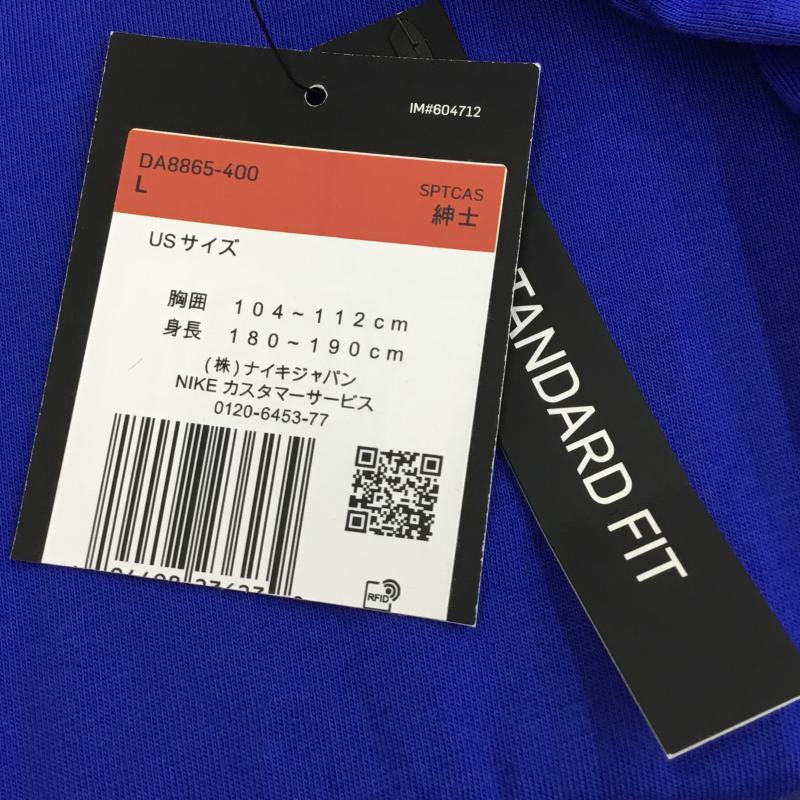 IM#604712
DA8865-400
L
SPTCAS
紳士
USサイズ
胸囲 104~112cm
身長 180~190cm
(株)ナイキジャパン
NIKE カスタマーサービス
0120-6453-77
RFID
TANDARD FIT